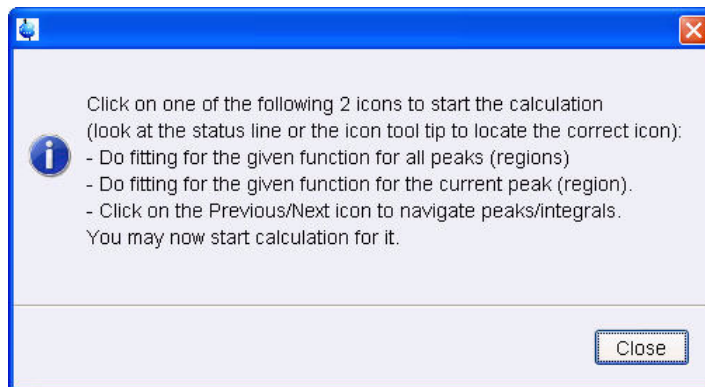 Click on one of the following 2 icons to start the calculation
(look at the status line or the icon tool tip to locate the correct icon):
- Do fitting for the given function for all peaks (regions)
- Do fitting for the given function for the current peak (region).
- Click on the Previous/Next icon to navigate peaks/integrals.
You may now start calculation for it.
Close